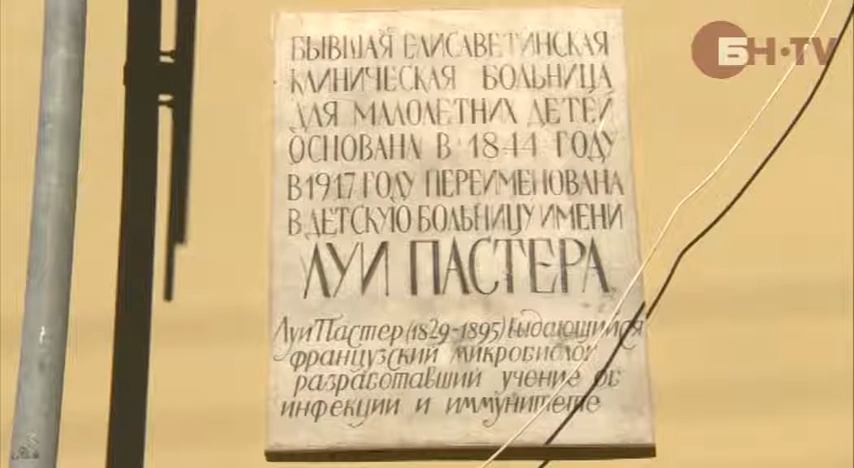 БН·TV
БЫВШАЯ ЕЛИСАВЕТИНСКАЯ
КЛИНИЧЕСКАЯ БОЛЬНИЦА
ДЛЯ МАЛОЛЕТНИХ ДЕТЕЙ
ОСНОВАНА В 1844 ГОДУ
В 1917 ГОДУ ПЕРЕИМЕНОВАНА
В ДЕТСКУЮ БОЛЬНИЦУ ИМЕНИ
ЛУИ ПАСТЕРА
Луи Пастер (1829-1895) выдающийся
французский микробиолог
разработавший учение об
инфекции и иммунитете